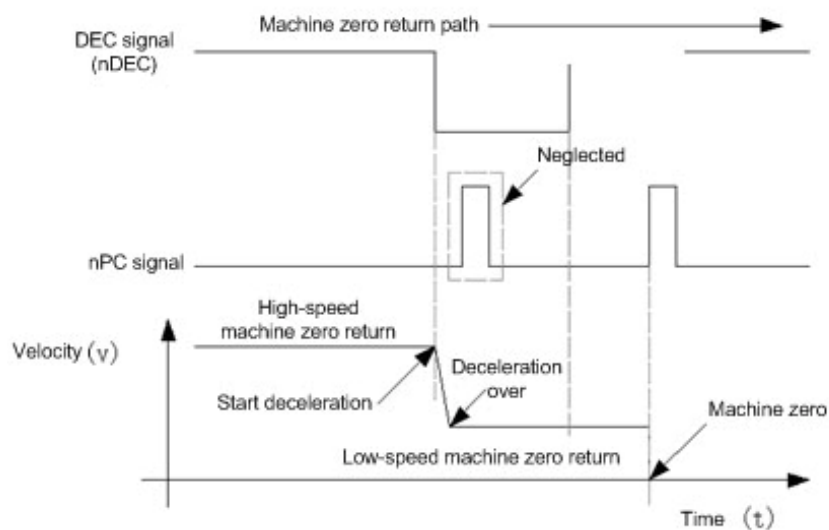 Machine zero return path
DEC signal
(nDEC)
Neglected
nPC signal
High-speed
machine zero return
Velocity (v)
Deceleration
over
Start deceleration
Machine zero
Low-speed machine zero return
Time (t)